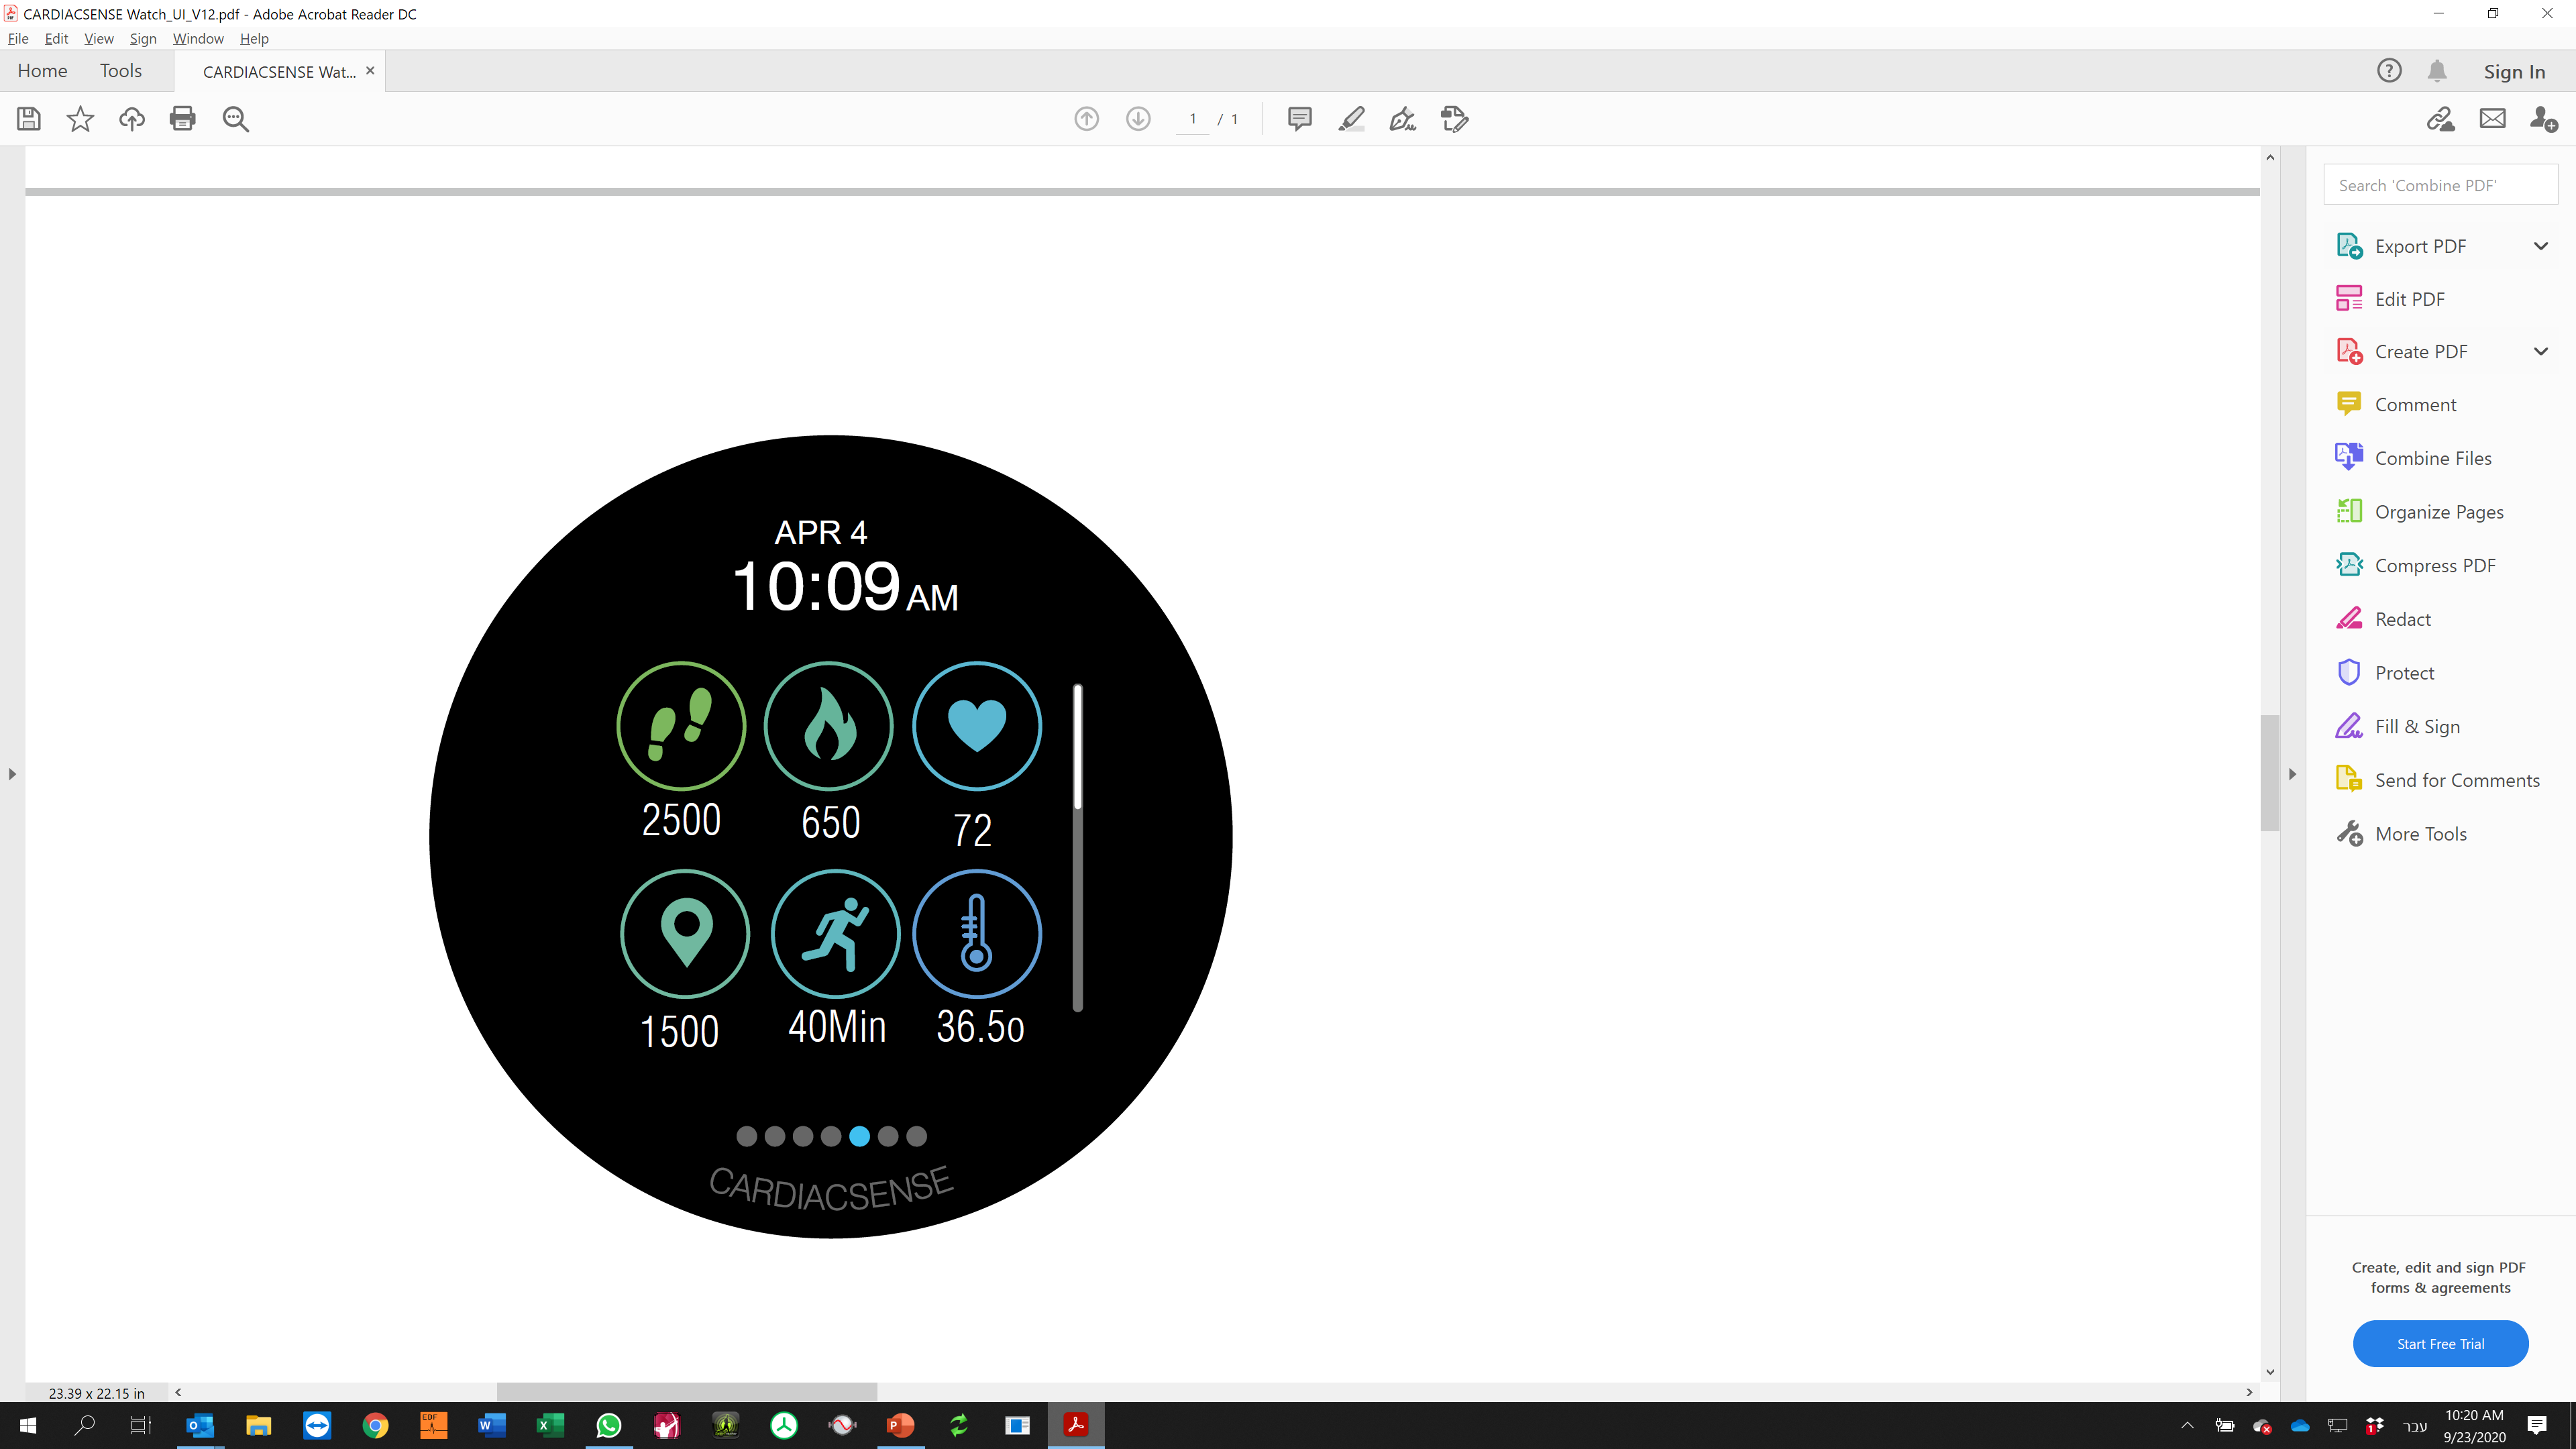 CARDIACSENSE Watch_UI_V12.pdf - Adobe Acrobat Reader DC
File Edit View Sign Window Help
Home Tools CARDIACSENSE Wat... Sign In
1 / 1
Search 'Combine PDF'
Export PDF
Edit PDF
Create PDF
Comment
Combine Files
Organize Pages
Compress PDF
Redact
Protect
Fill & Sign
Send for Comments
More Tools
APR 4
10:09 AM
2500 650 72
1500 40Min 36.5o
CARDIACSENSE
Create, edit and sign PDF
forms & agreements
Start Free Trial
23.39 x 22.15 in
EDF
עבר
10:20 AM
9/23/2020